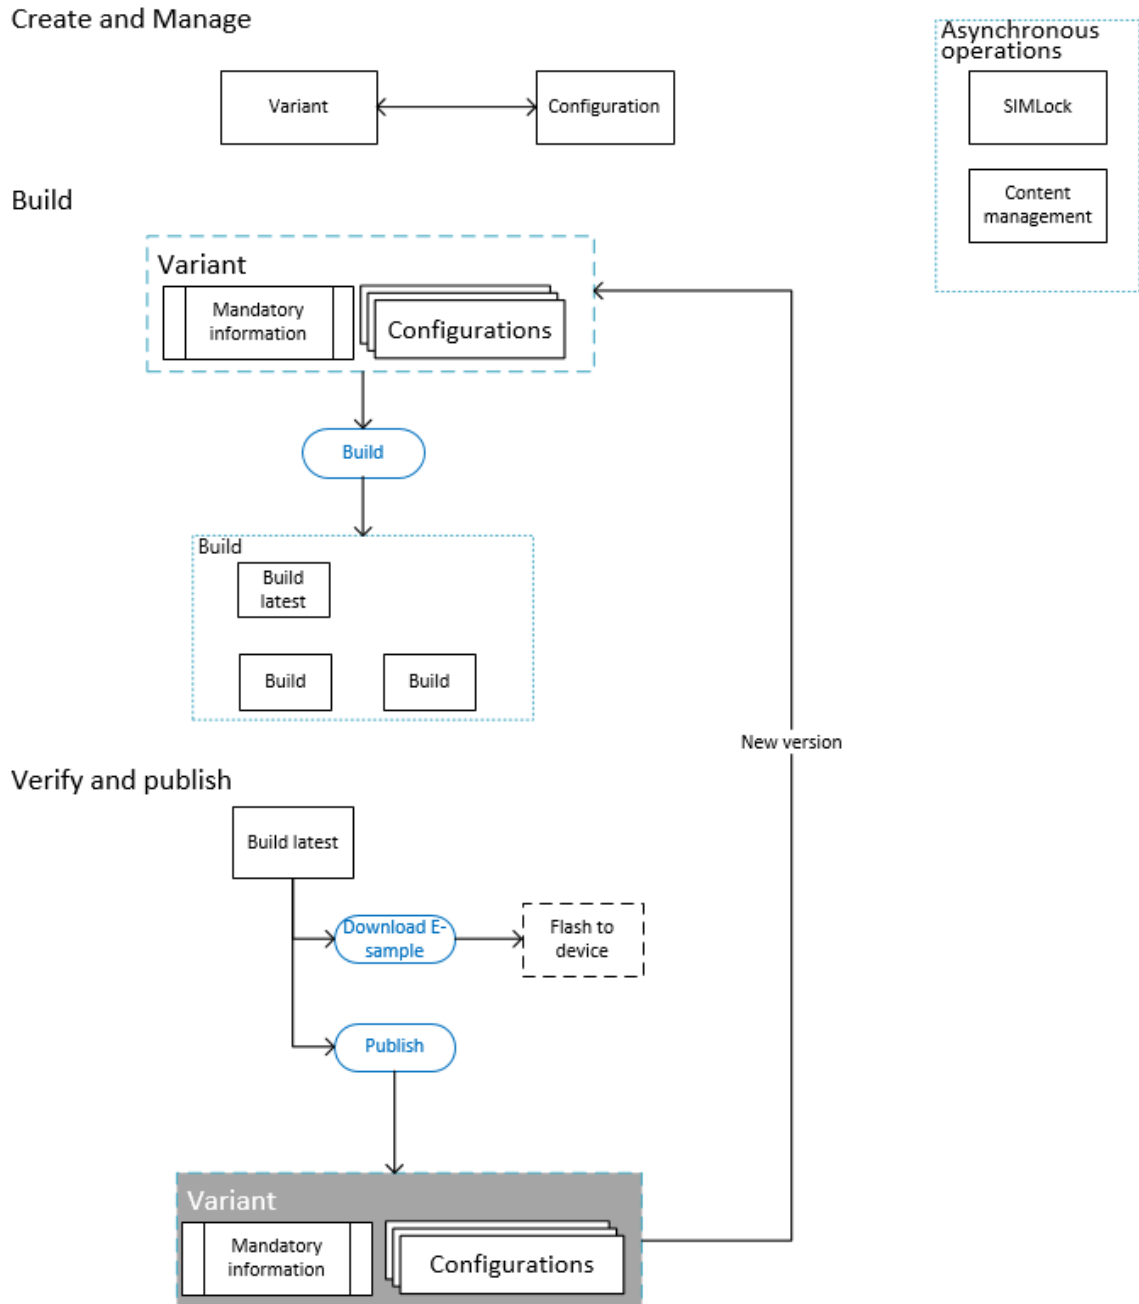 Create and Manage
Asynchronous
operations
Variant
Configuration
SIMLock
Content
management
Build
Variant
Mandatory
information
Configurations
Build
Build
Build
latest
Build
Build
New version
Verify and publish
Build latest
Download E-
sample
Flash to
device
Publish
Variant
Mandatory
information
Configurations